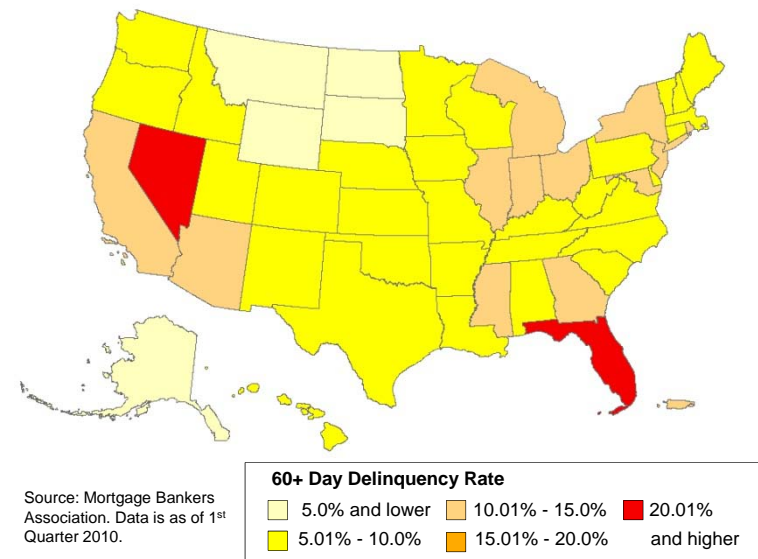 60+ Day Delinquency Rate
5.0% and lower
10.01% - 15.0%
20.01%
and higher
5.01% - 10.0%
15.01% - 20.0%
Source: Mortgage Bankers
Association. Data is as of 1st
Quarter 2010.